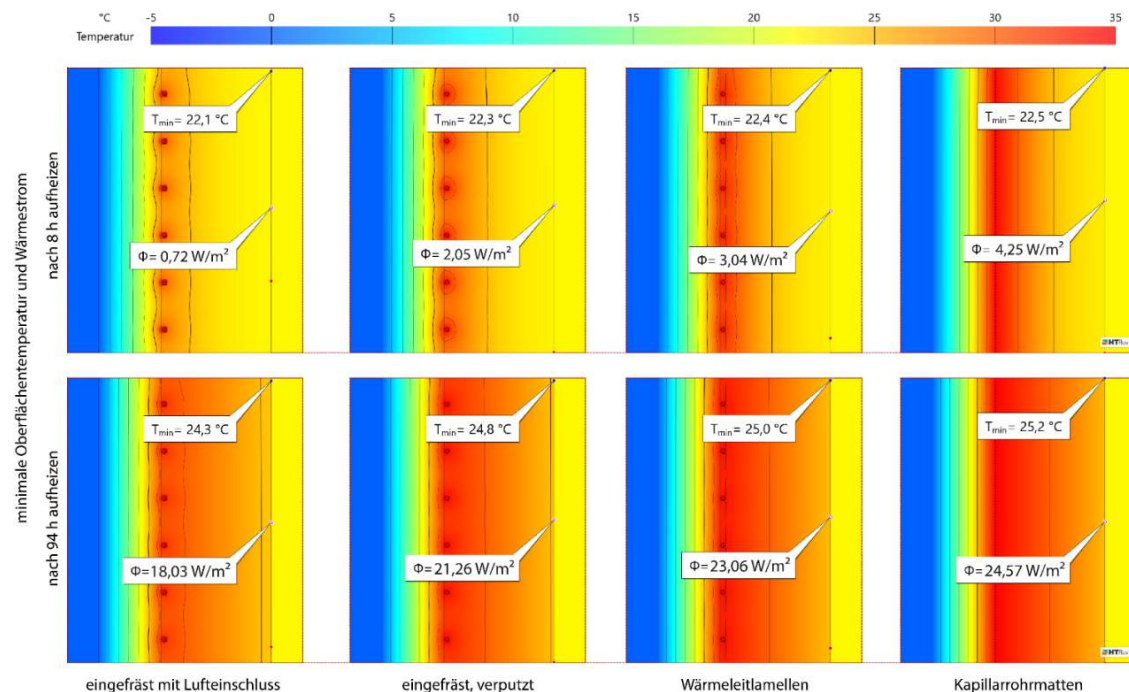 °C -5 0 5 10 15 20 25 30 35
Temperatur
minimale Oberflächentemperatur und Wärmestrom
nach 8 h aufheizen
Tmin= 22,1 °C
Φ= 0,72 W/m²
Tmin= 22,3 °C
Φ= 2,05 W/m²
Tmin= 22,4 °C
Φ= 3,04 W/m²
Tmin= 22,5 °C
Φ= 4,25 W/m²
HTflux
nach 94 h aufheizen
Tmin= 24,3 °C
Φ= 18,03 W/m²
Tmin= 24,8 °C
Φ= 21,26 W/m²
Tmin= 25,0 °C
Φ= 23,06 W/m²
Tmin= 25,2 °C
Φ= 24,57 W/m²
HTflux
eingefräst mit Lufteinschluss
eingefräst, verputzt
Wärmeleitlamellen
Kapillarrohrmatten